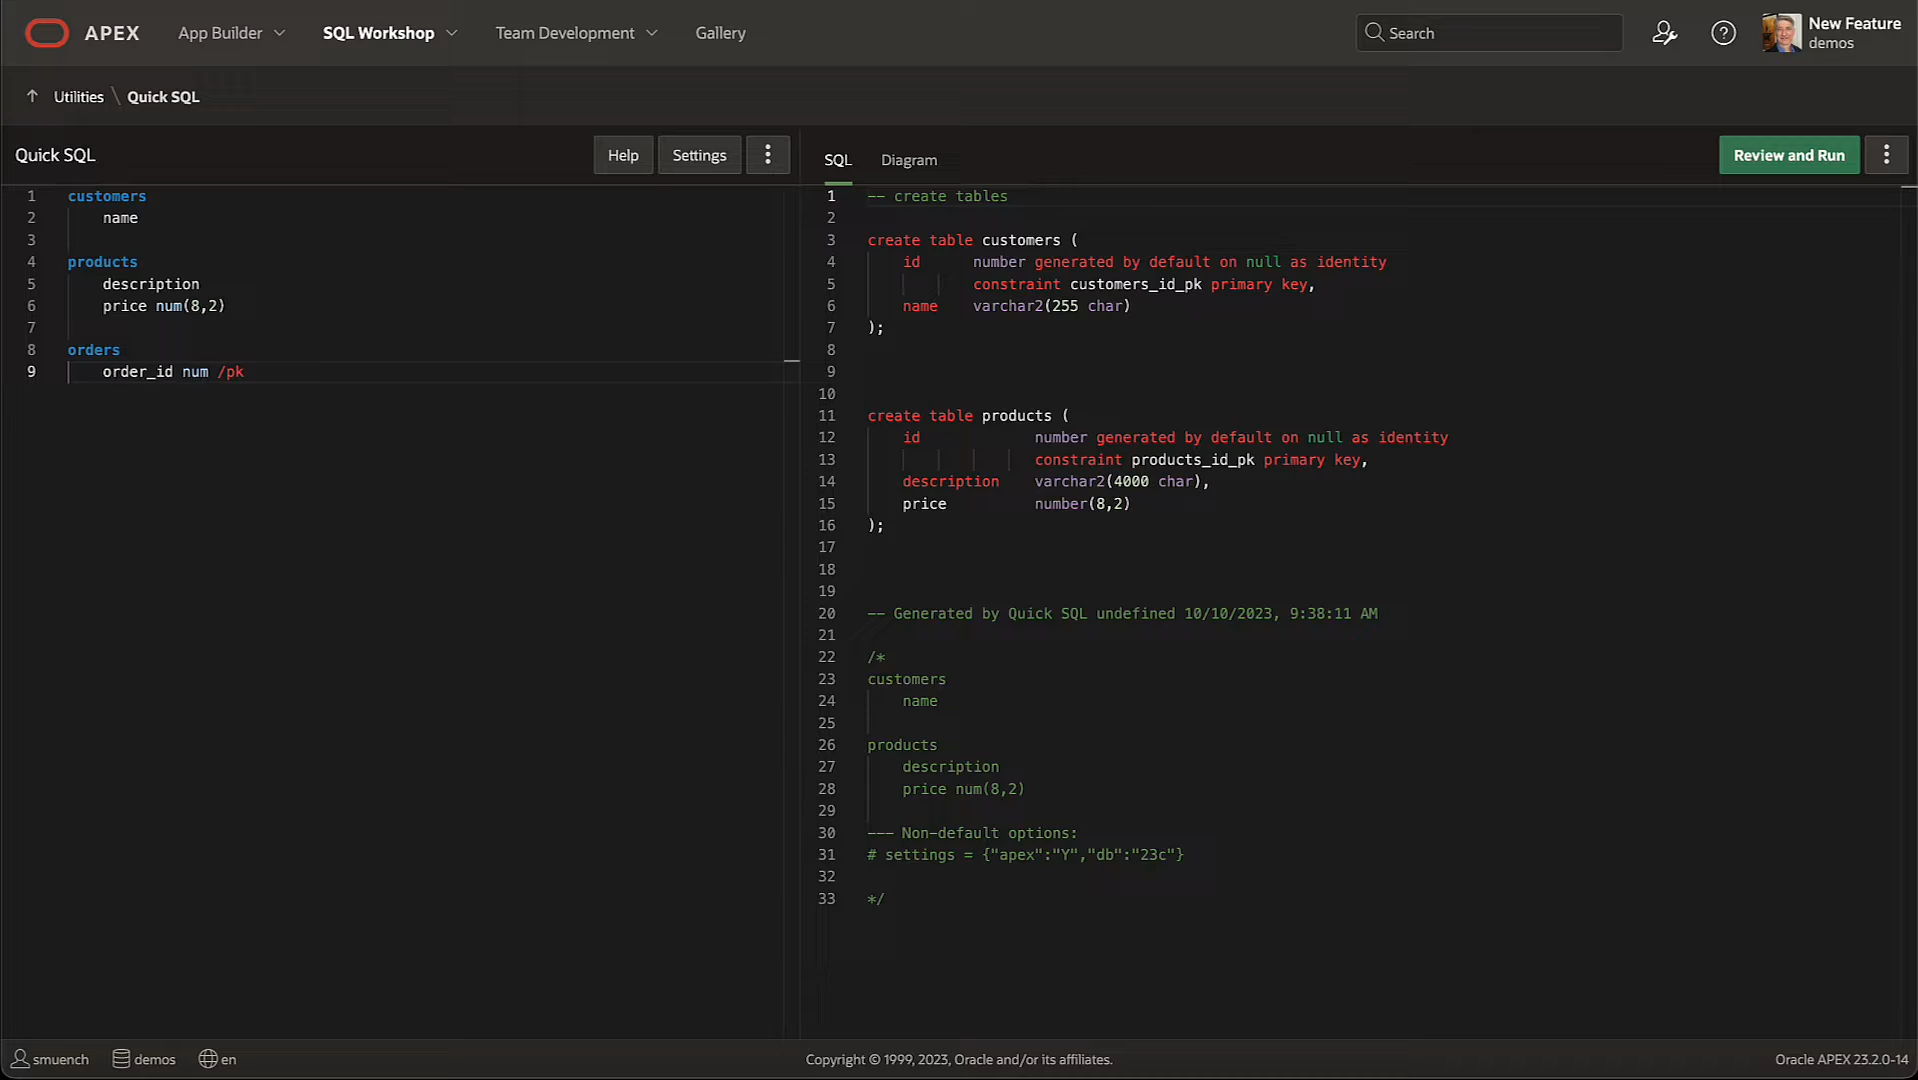 APEX App Builder SQL Workshop Team Development Gallery Search New Feature
demos
Utilities \ Quick SQL
Quick SQL Help Settings
1 customers
2 name
3
4 products
5 description
6 price num(8,2)
7
8 orders
9 order_id num /pk
SQL Diagram Review and Run
1 -- create tables
2
3 create table customers (
4 id number generated by default on null as identity
5 constraint customers_id_pk primary key,
6 name varchar2(255 char)
7 );
8
9
10
11 create table products (
12 id number generated by default on null as identity
13 constraint products_id_pk primary key,
14 description varchar2(4000 char),
15 price number(8,2)
16 );
17
18
19
20 -- Generated by Quick SQL undefined 10/10/2023, 9:38:11 AM
21
22 /*
23 customers
24 name
25
26 products
27 description
28 price num(8,2)
29
30 --- Non-default options:
31 # settings = {"apex":"Y","db":"23c"}
32
33 */
smuench demos en Copyright © 1999, 2023, Oracle and/or its affiliates. Oracle APEX 23.2.0-14